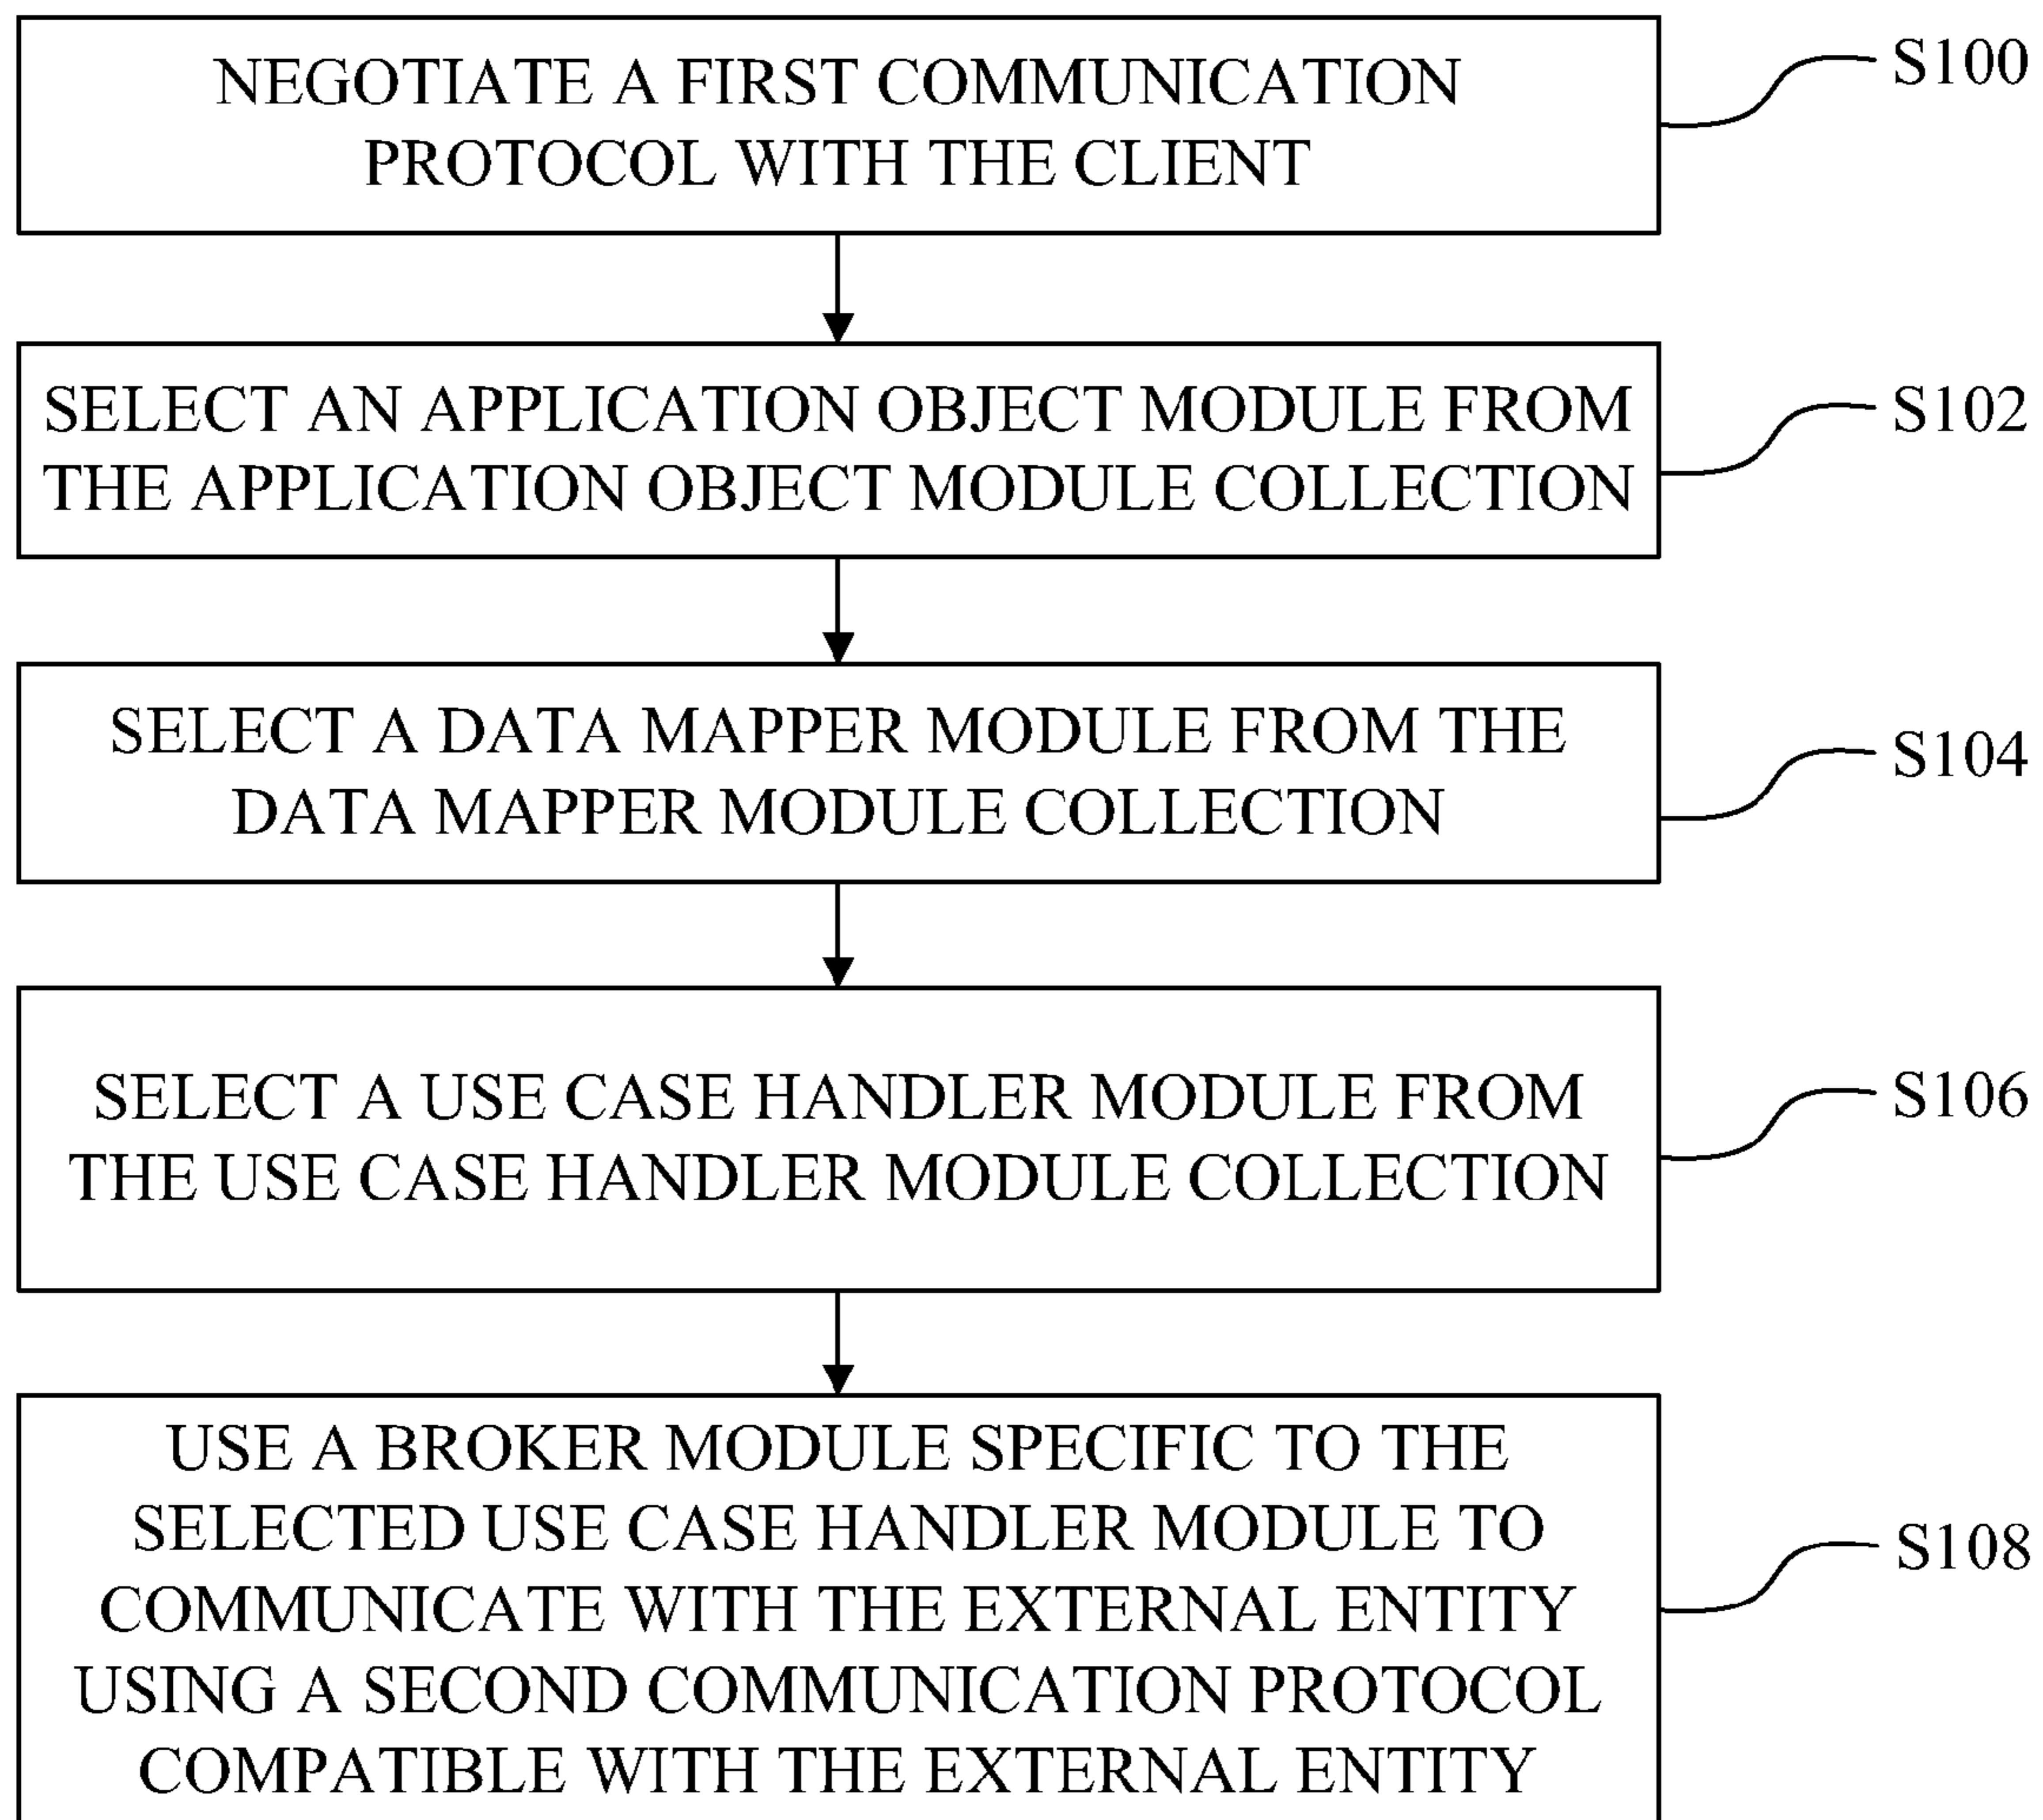 NEGOTIATE A FIRST COMMUNICATION
PROTOCOL WITH THE CLIENT
S100
SELECT AN APPLICATION OBJECT MODULE FROM
THE APPLICATION OBJECT MODULE COLLECTION
S102
SELECT A DATA MAPPER MODULE FROM THE
DATA MAPPER MODULE COLLECTION
S104
SELECT A USE CASE HANDLER MODULE FROM
THE USE CASE HANDLER MODULE COLLECTION
S106
USE A BROKER MODULE SPECIFIC TO THE
SELECTED USE CASE HANDLER MODULE TO
COMMUNICATE WITH THE EXTERNAL ENTITY
USING A SECOND COMMUNICATION PROTOCOL
COMPATIBLE WITH THE EXTERNAL ENTITY
S108